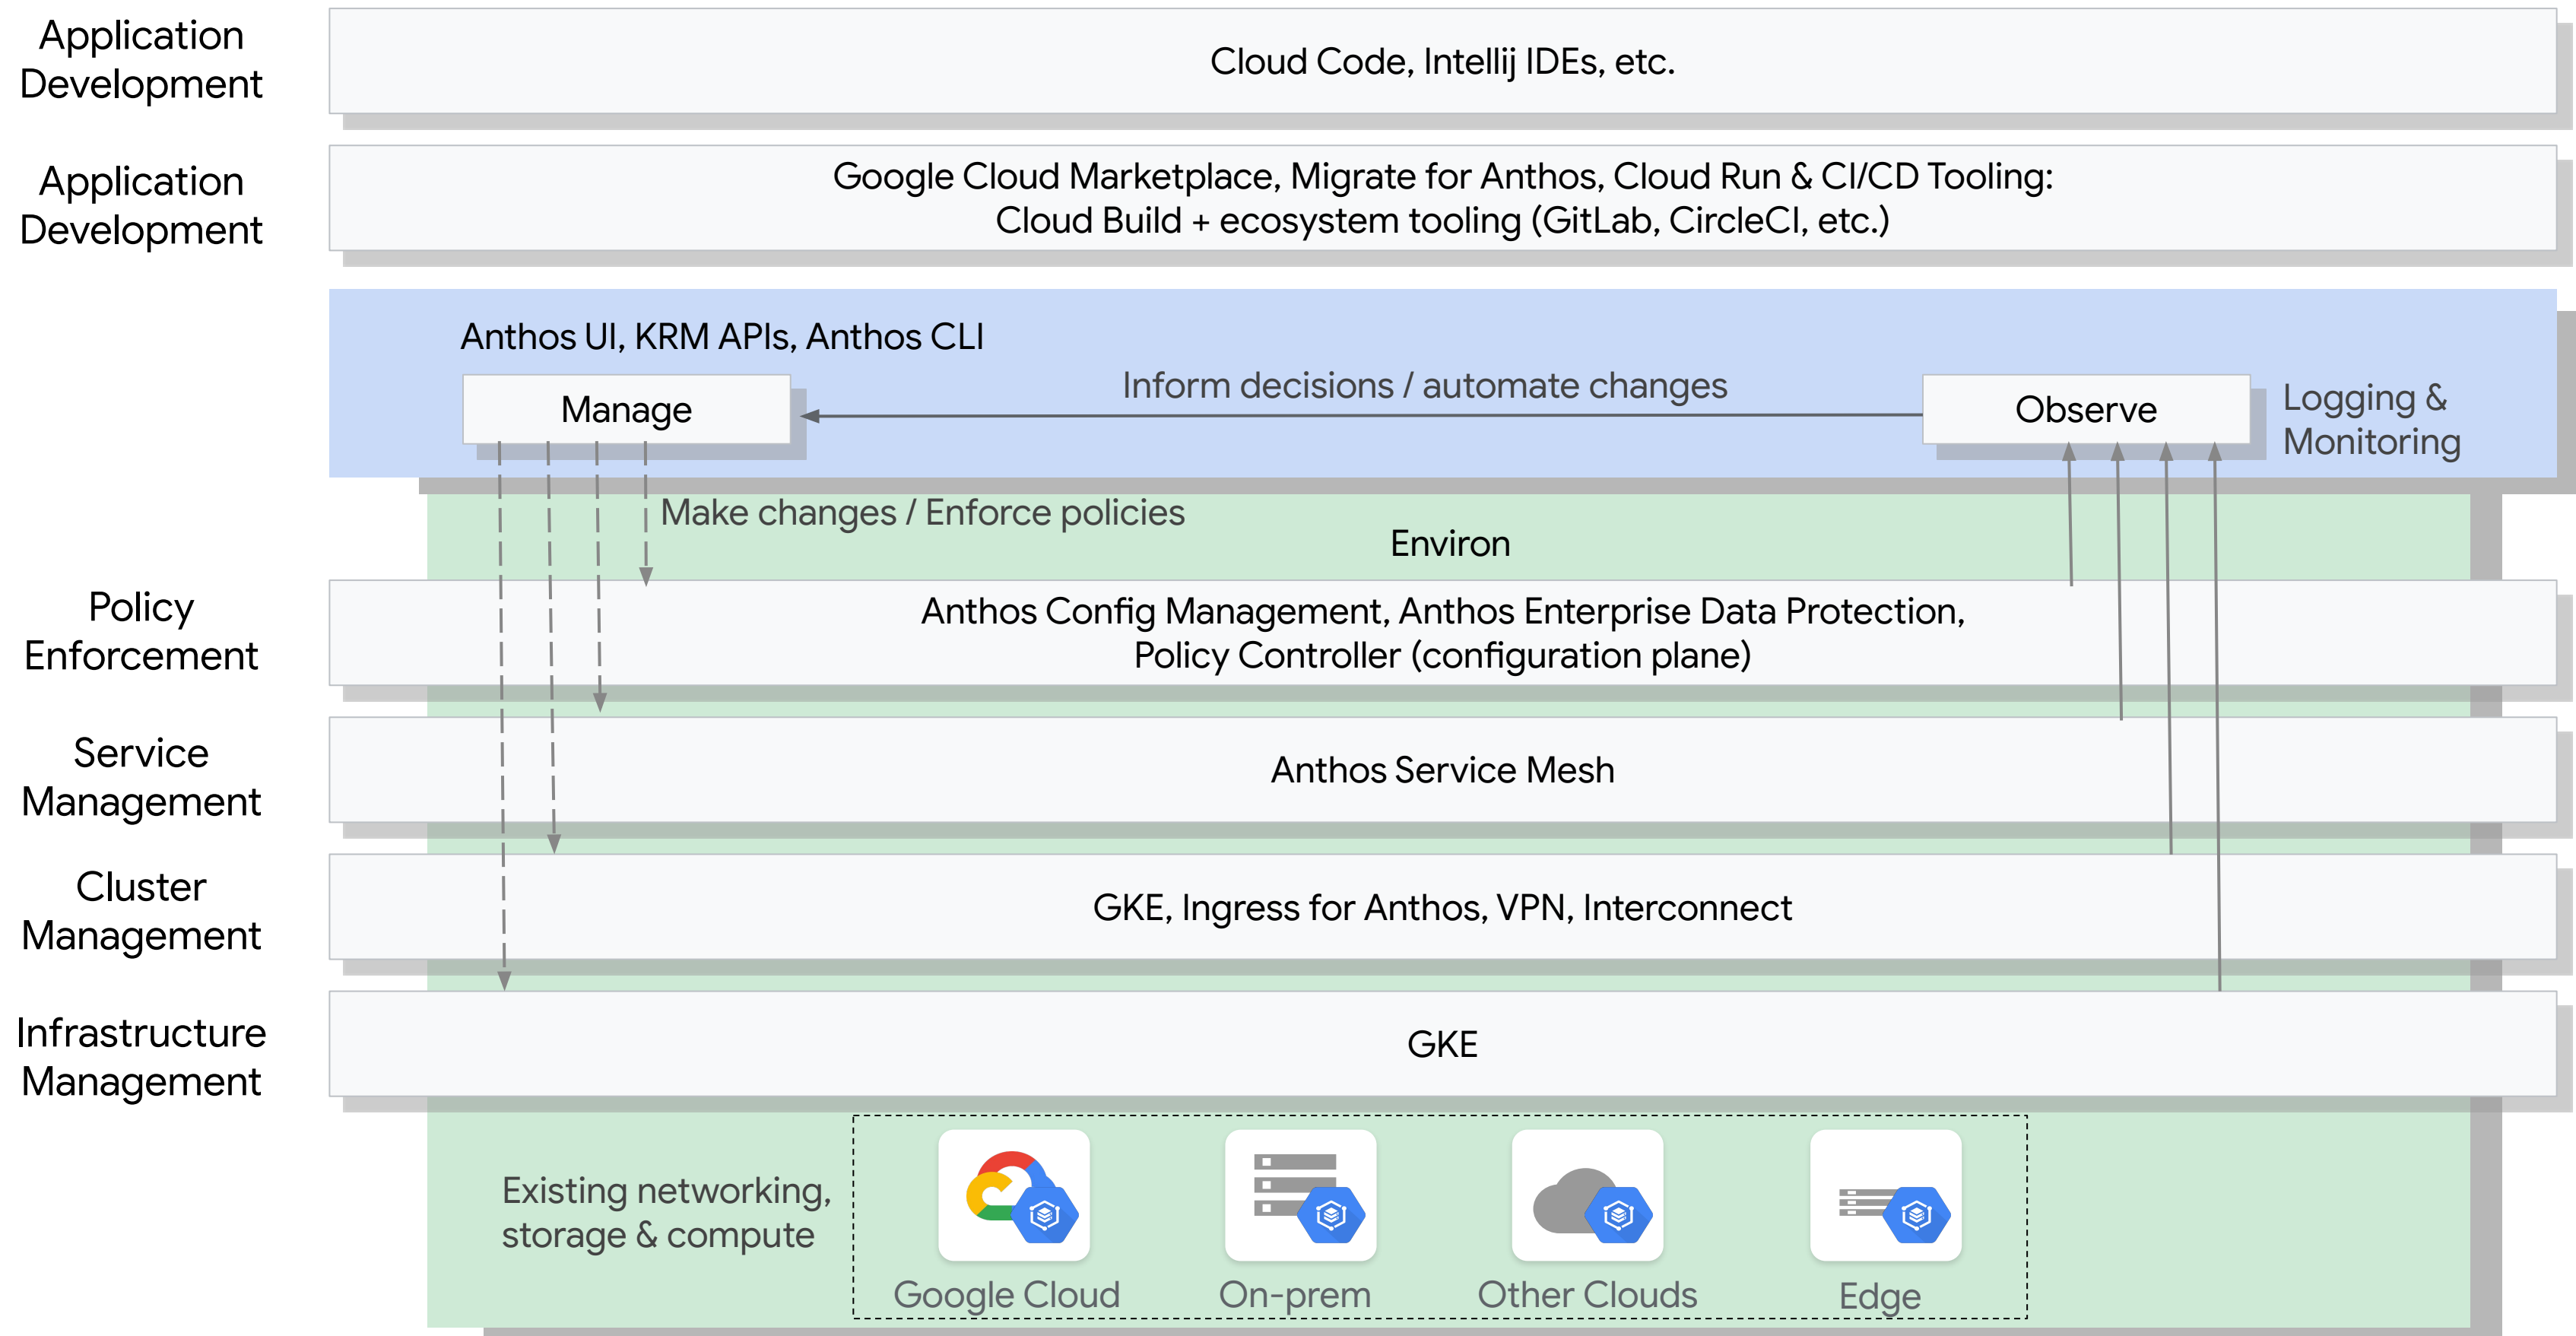 Application
Development
Cloud Code, Intellij IDEs, etc.
Application
Development
Google Cloud Marketplace, Migrate for Anthos, Cloud Run & CI/CD Tooling:
Cloud Build + ecosystem tooling (GitLab, CircleCI, etc.)
Anthos UI, KRM APIs, Anthos CLI
Manage
Inform decisions / automate changes
Observe
Logging &
Monitoring
Make changes / Enforce policies
Environ
Policy
Enforcement
Anthos Config Management, Anthos Enterprise Data Protection,
Policy Controller (configuration plane)
Service
Management
Anthos Service Mesh
Cluster
Management
GKE, Ingress for Anthos, VPN, Interconnect
Infrastructure
Management
GKE
Existing networking,
storage & compute
Google Cloud
On-prem
Other Clouds
Edge